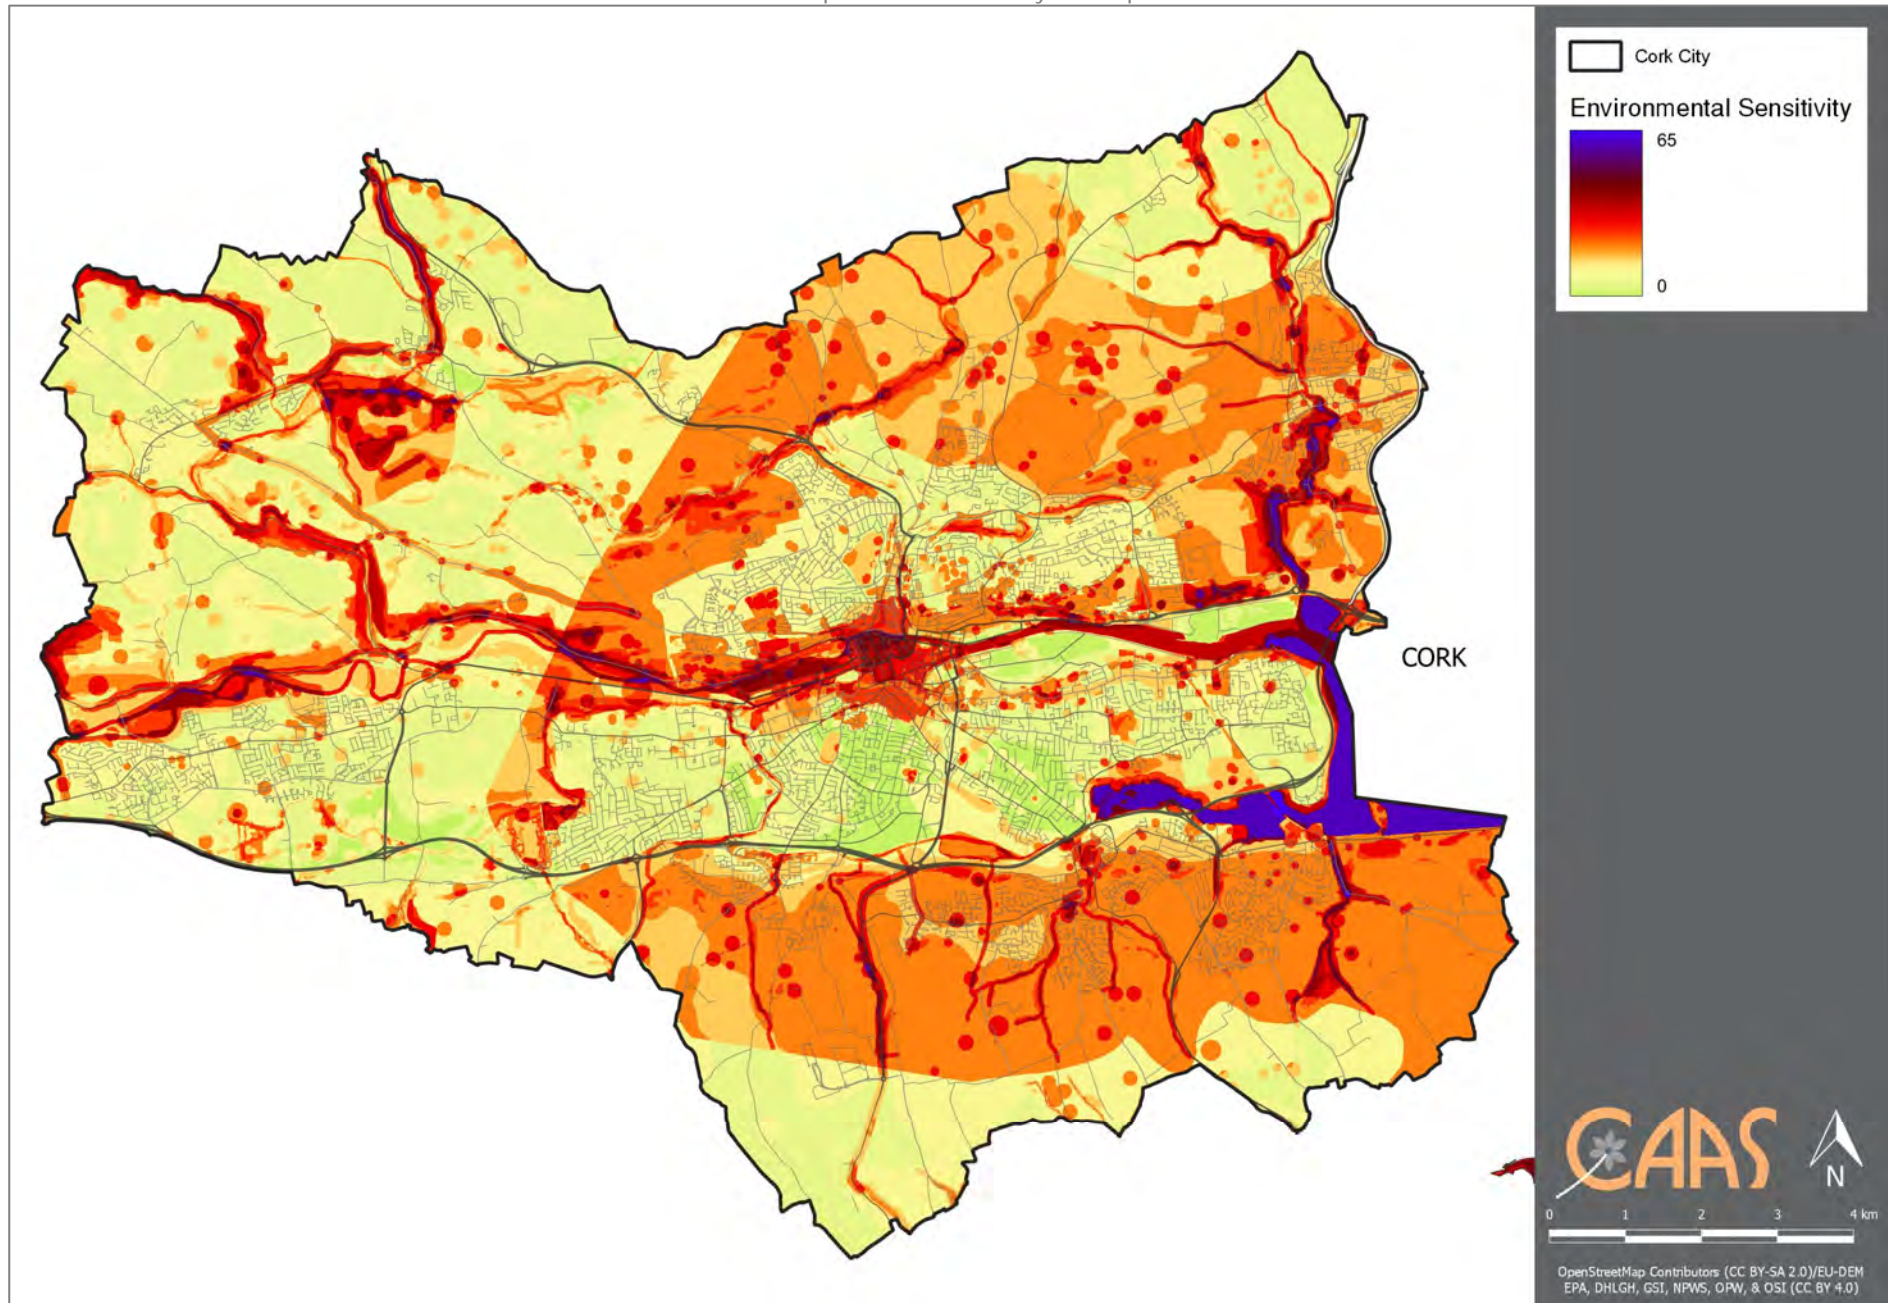 Cork City
Environmental Sensitivity
65
0
CORK
CAAS
N
0 1 2 3 4 km
OpenStreetMap Contributors (CC BY-SA 2.0)/EU-DEM
EPA, DHLGH, GSI, NPWS, OPW, & OSI (CC BY 4.0)